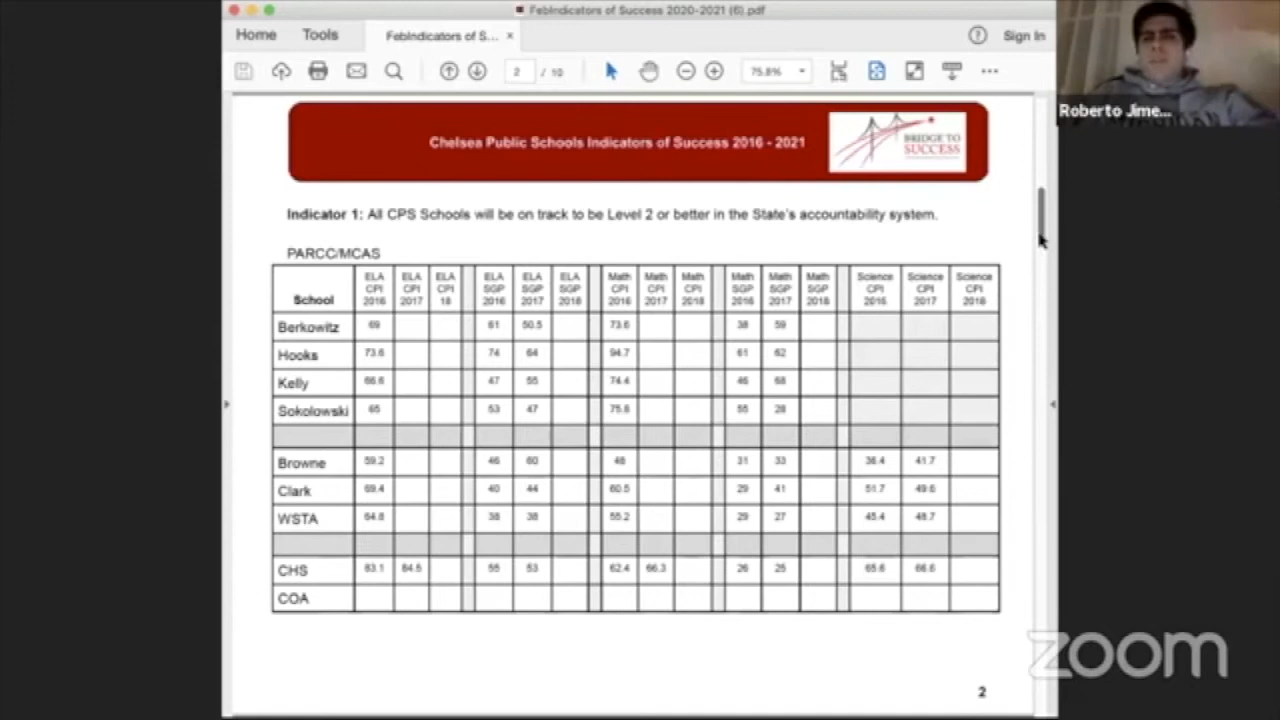 FebIndicators of Success 2020-2021 (6).pdf
Home Tools FebIndicators of S... × ? Sign In
2 / 10 75.8%
Roberto Jime...
Chelsea Public Schools Indicators of Success 2016 - 2021
BRIDGE TO
SUCCESS
Indicator 1: All CPS Schools will be on track to be Level 2 or better in the State's accountability system.
PARCC/MCAS
School ELA CPI 2016 ELA CPI 2017 ELA CPI 18 ELA SGP 2016 ELA SGP 2017 ELA SGP 2018 Math CPI 2016 Math CPI 2017 Math CPI 2018 Math SGP 2016 Math SGP 2017 Math SGP 2018 Science CPI 2016 Science CPI 2017 Science CPI 2018
Berkowitz 69 61 50.5 73.6 38 59
Hooks 73.6 74 64 94.7 61 62
Kelly 66.6 47 55 74.4 46 68
Sokolowski 65 53 47 75.8 55 28
Browne 59.2 46 60 48 31 33 36.4 41.7
Clark 69.4 40 44 60.5 29 41 51.7 49.6
WSTA 64.8 38 38 55.2 29 27 45.4 48.7
CHS 83.1 84.5 55 53 62.4 66.3 26 25 65.6 66.6
COA
zoom
2